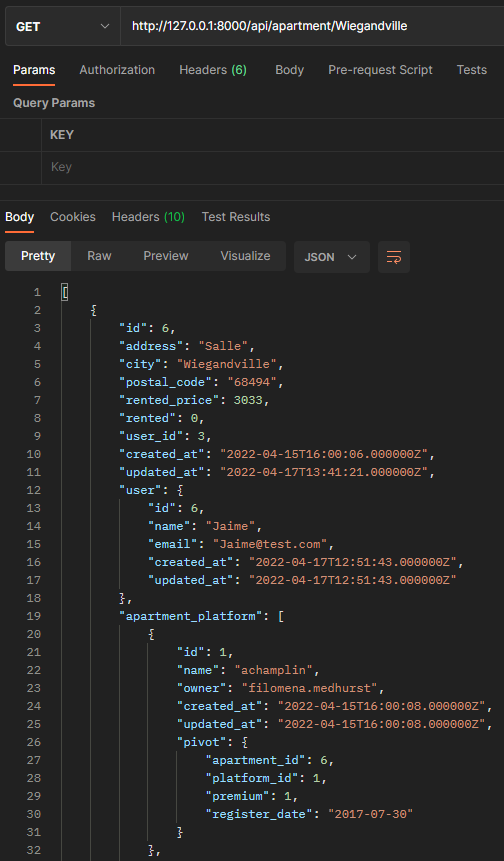 GET http://127.0.0.1:8000/api/apartment/Wiegandville
Params Authorization Headers (6) Body Pre-request Script Tests
Query Params
KEY
Key
Body Cookies Headers (10) Test Results
Pretty Raw Preview Visualize JSON
1 [
2 {
3 "id": 6,
4 "address": "Salle",
5 "city": "Wiegandville",
6 "postal_code": "68494",
7 "rented_price": 3033,
8 "rented": 0,
9 "user_id": 3,
10 "created_at": "2022-04-15T16:00:06.000000Z",
11 "updated_at": "2022-04-17T13:41:21.000000Z",
12 "user": {
13 "id": 6,
14 "name": "Jaime",
15 "email": "Jaime@test.com",
16 "created_at": "2022-04-17T12:51:43.000000Z",
17 "updated_at": "2022-04-17T12:51:43.000000Z"
18 },
19 "apartment_platform": [
20 {
21 "id": 1,
22 "name": "achamplin",
23 "owner": "filomena.medhurst",
24 "created_at": "2022-04-15T16:00:08.000000Z",
25 "updated_at": "2022-04-15T16:00:08.000000Z",
26 "pivot": {
27 "apartment_id": 6,
28 "platform_id": 1,
29 "premium": 1,
30 "register_date": "2017-07-30"
31 }
32 },